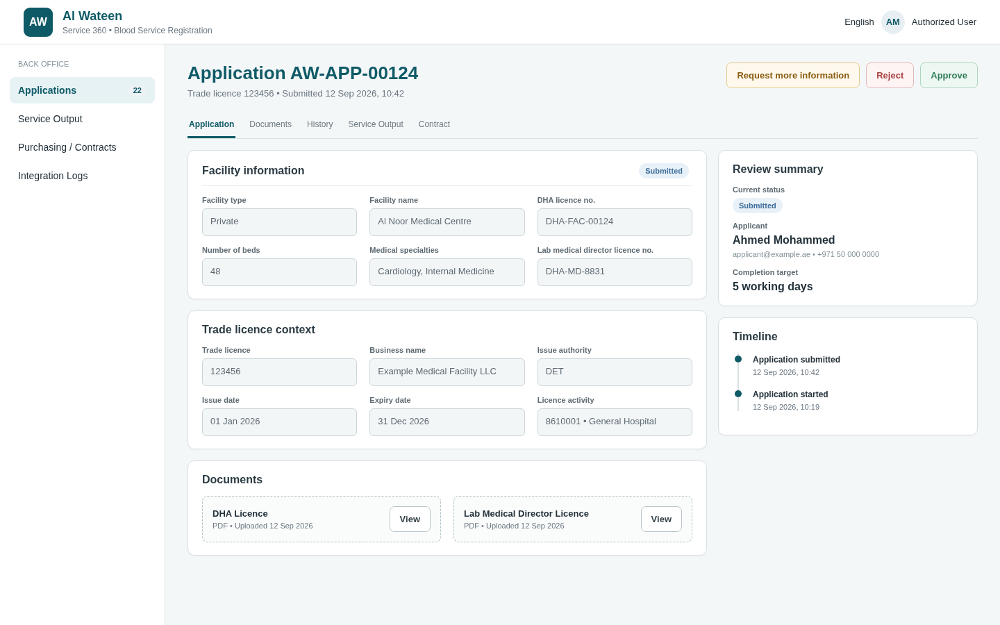 AW
Al Wateen
Service 360 • Blood Service Registration
English
AM
Authorized User
BACK OFFICE
Applications 22
Service Output
Purchasing / Contracts
Integration Logs
Application AW-APP-00124
Trade licence 123456 • Submitted 12 Sep 2026, 10:42
Request more information
Reject
Approve
Application Documents History Service Output Contract
Facility information
Submitted
Facility type Facility name DHA licence no.
Private Al Noor Medical Centre DHA-FAC-00124
Number of beds Medical specialties Lab medical director licence no.
48 Cardiology, Internal Medicine DHA-MD-8831
Trade licence context
Trade licence Business name Issue authority
123456 Example Medical Facility LLC DET
Issue date Expiry date Licence activity
01 Jan 2026 31 Dec 2026 8610001 • General Hospital
Documents
DHA Licence
PDF • Uploaded 12 Sep 2026
View
Lab Medical Director Licence
PDF • Uploaded 12 Sep 2026
View
Review summary
Current status
Submitted
Applicant
Ahmed Mohammed
applicant@example.ae • +971 50 000 0000
Completion target
5 working days
Timeline
Application submitted
12 Sep 2026, 10:42
Application started
12 Sep 2026, 10:19